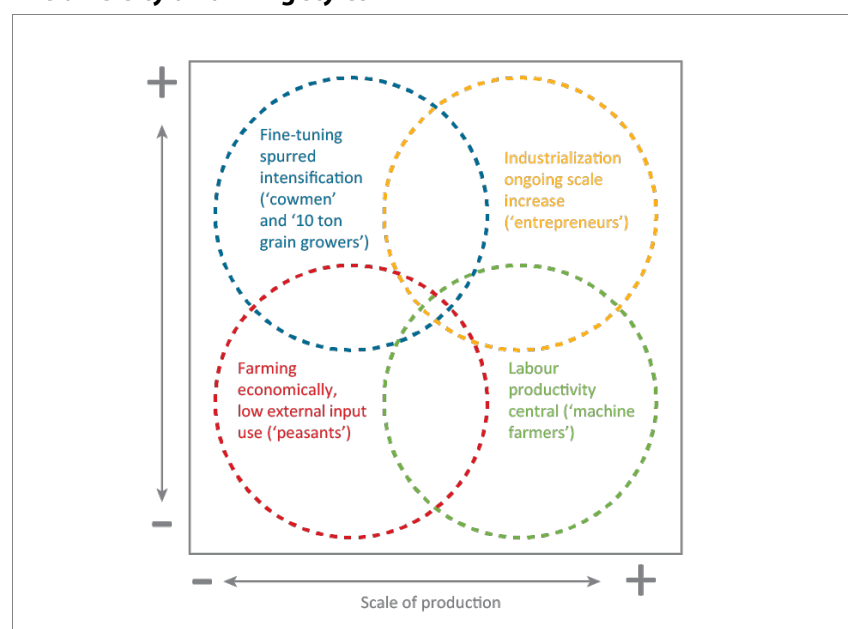 Fine-tuning
spurred
intensification
(‘cowmen’
and ‘10 ton
grain growers’)
Industrialization
ongoing scale
increase
(‘entrepreneurs’)
Farming
economically,
low external input
use (‘peasants’)
Labour
productivity
central (‘machine
farmers’)
+
−
− +
Scale of production